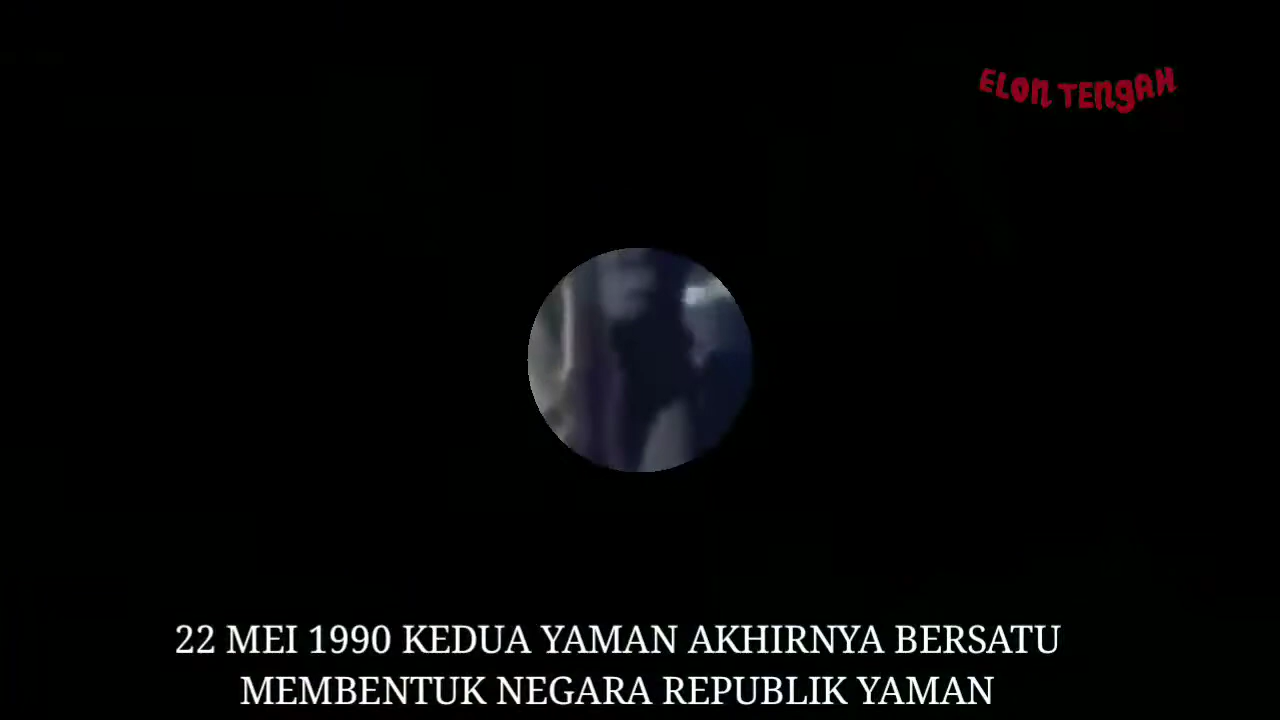 ELON TENGAH
22 MEI 1990 KEDUA YAMAN AKHIRNYA BERSATU
MEMBENTUK NEGARA REPUBLIK YAMAN